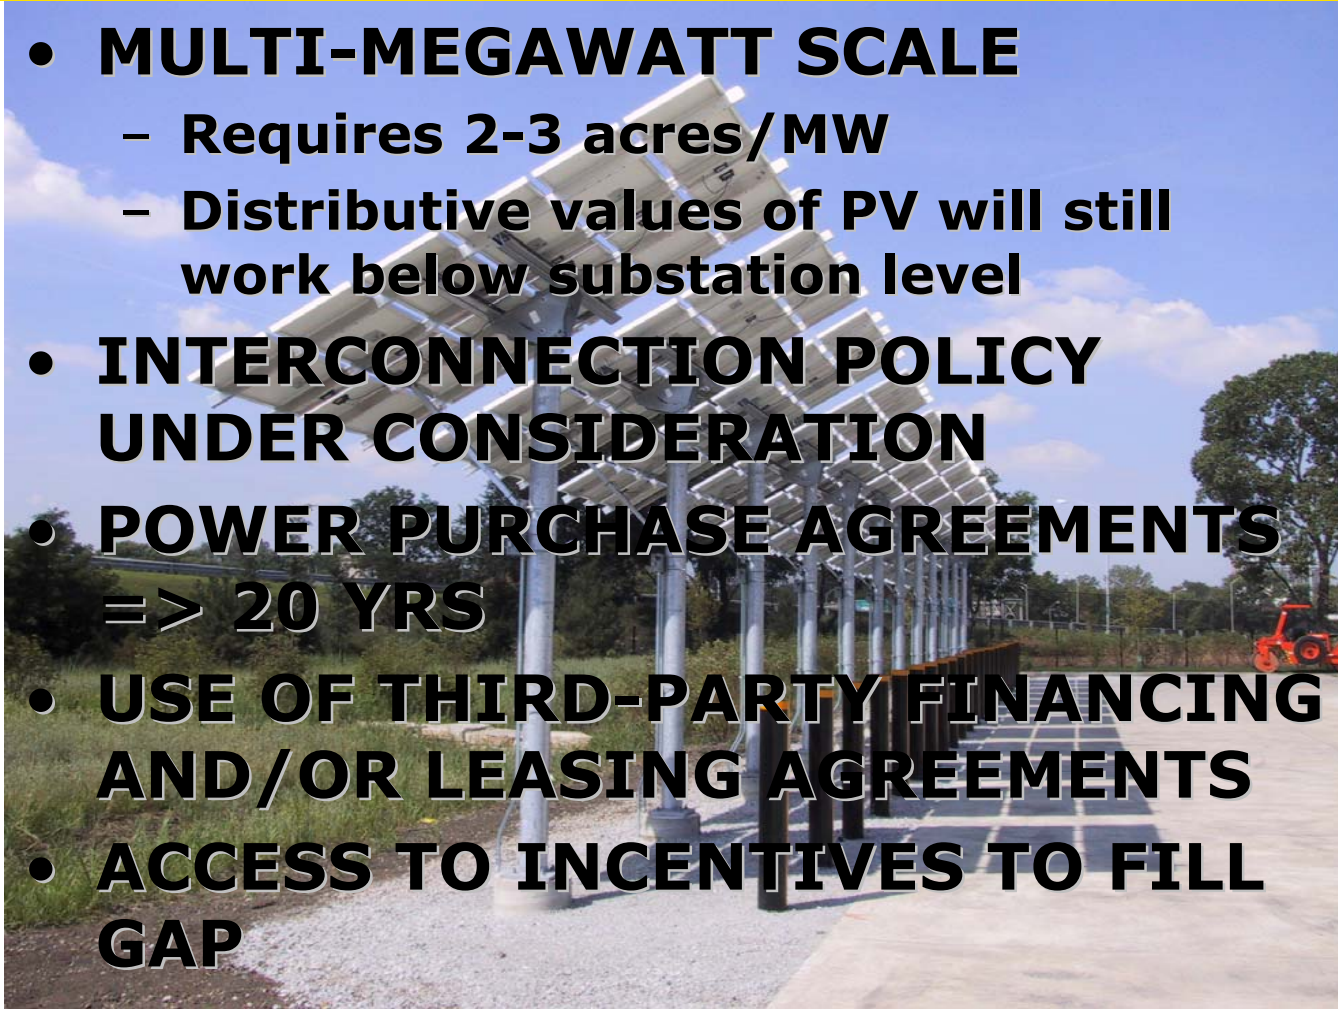 • MULTI-MEGAWATT SCALE
– Requires 2-3 acres/MW
– Distributive values of PV will still
work below substation level
• INTERCONNECTION POLICY
UNDER CONSIDERATION
• POWER PURCHASE AGREEMENTS
=> 20 YRS
• USE OF THIRD-PARTY FINANCING
AND/OR LEASING AGREEMENTS
• ACCESS TO INCENTIVES TO FILL
GAP